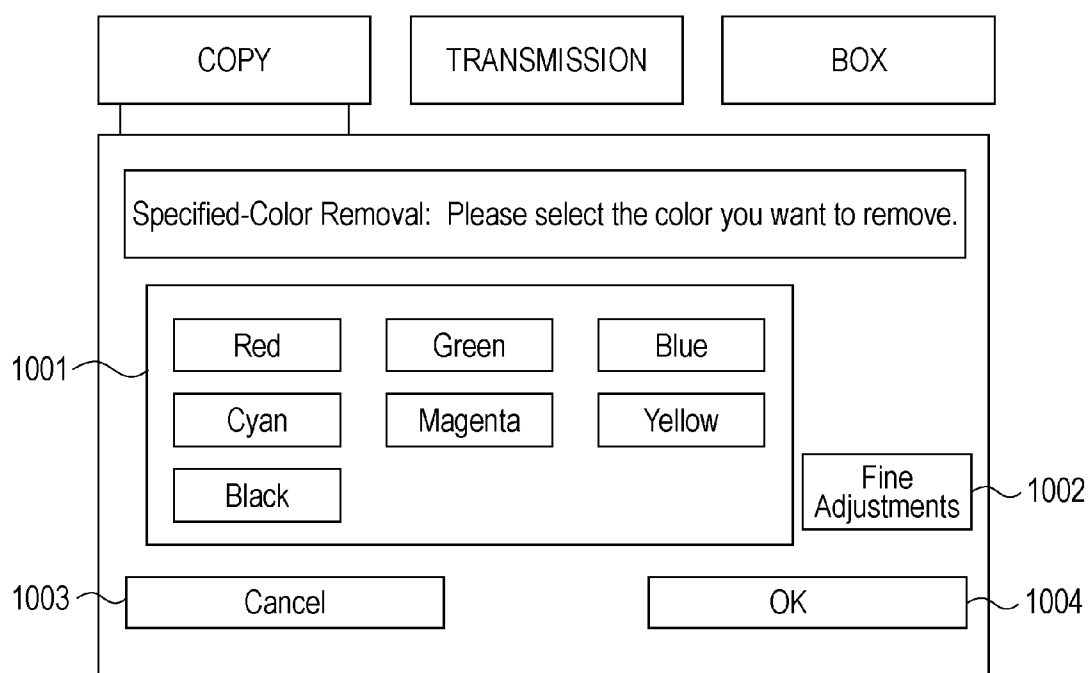 COPY TRANSMISSION BOX
Specified-Color Removal: Please select the color you want to remove.
Red Green Blue
1001
Cyan Magenta Yellow
Black
Fine
Adjustments
1002
1003
Cancel OK
1004